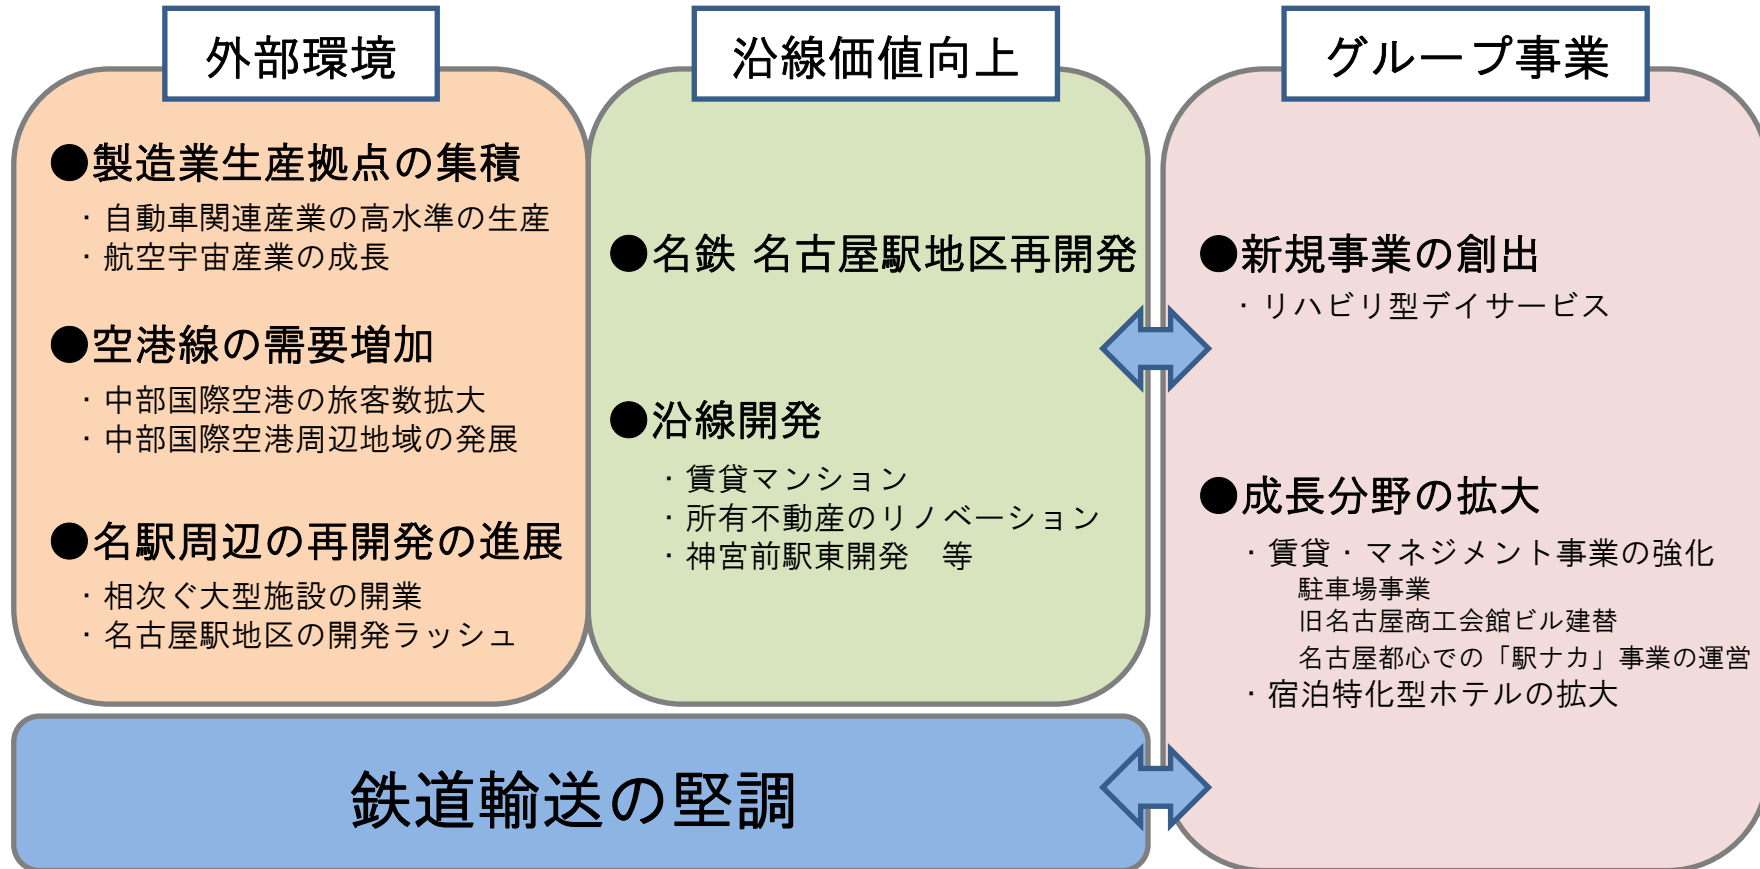 外部環境
●製造業生産拠点の集積
・自動車関連産業の高水準の生産
・航空宇宙産業の成長
●空港線の需要増加
・中部国際空港の旅客数拡大
・中部国際空港周辺地域の発展
●名駅周辺の再開発の進展
・相次ぐ大型施設の開業
・名古屋駅地区の開発ラッシュ
沿線価値向上
●名鉄 名古屋駅地区再開発
●沿線開発
・賃貸マンション
・所有不動産のリノベーション
・神宮前駅東開発　等
グループ事業
●新規事業の創出
・リハビリ型デイサービス
●成長分野の拡大
・賃貸・マネジメント事業の強化
駐車場事業
旧名古屋商工会館ビル建替
名古屋都心での「駅ナカ」事業の運営
・宿泊特化型ホテルの拡大
鉄道輸送の堅調